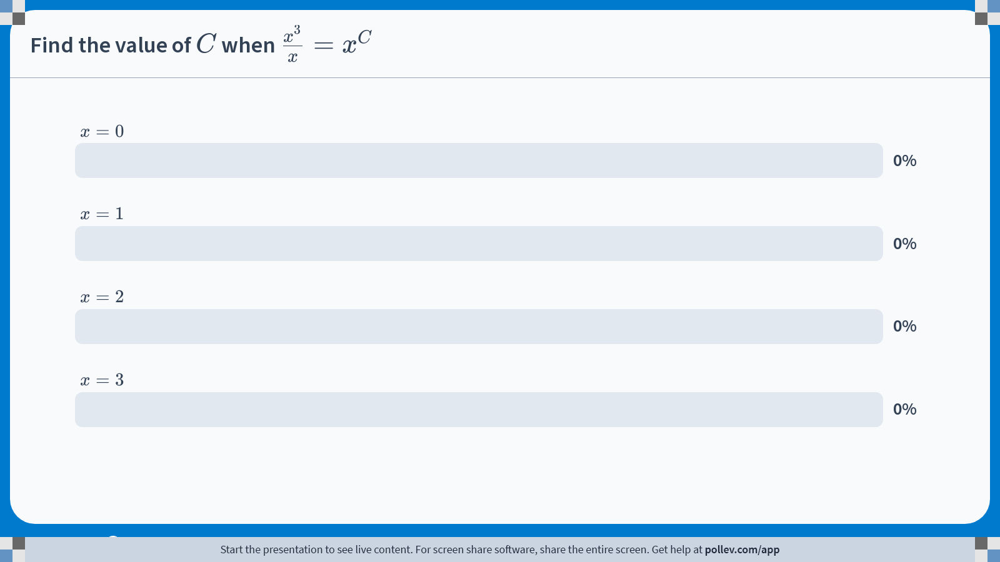 Find the value of $C$ when $\frac{x^3}{x} = x^C$
$x = 0$
0%
$x = 1$
0%
$x = 2$
0%
$x = 3$
0%
Start the presentation to see live content. For screen share software, share the entire screen. Get help at pollev.com/app